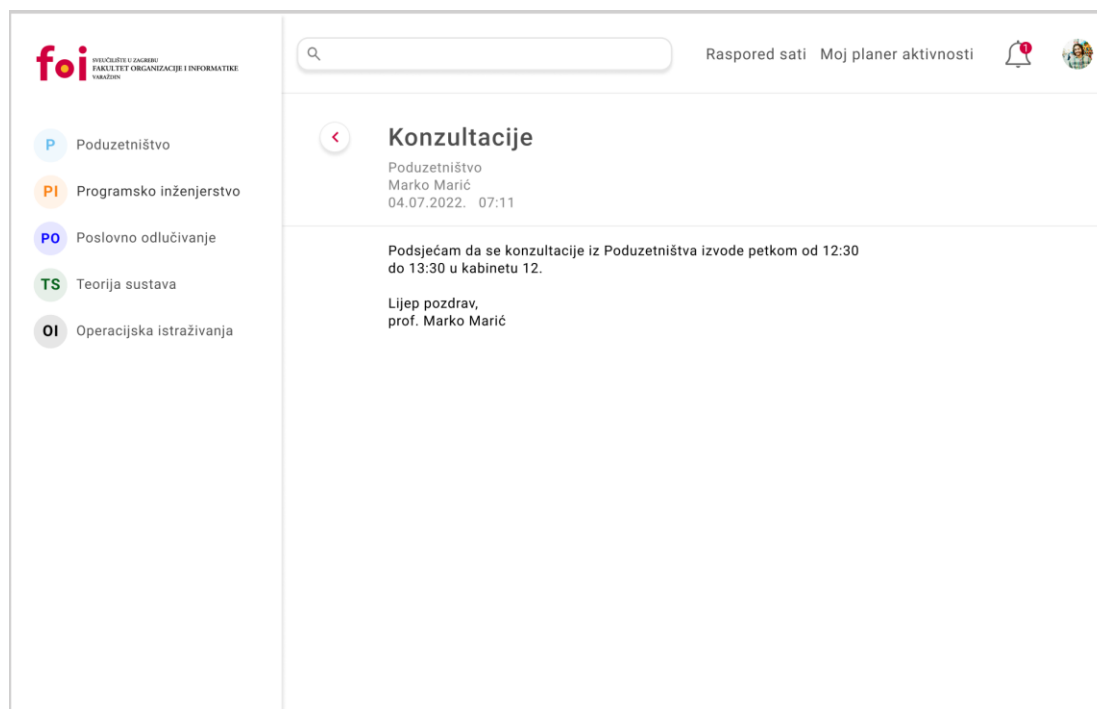 foi
SVEUČILIŠTE U ZAGREBU
FAKULTET ORGANIZACIJE I INFORMATIKE
VARAŽDIN
Raspored sati Moj planer aktivnosti
1
P Poduzetništvo
PI Programsko inženjerstvo
PO Poslovno odlučivanje
TS Teorija sustava
OI Operacijska istraživanja
Konzultacije
Poduzetništvo
Marko Marić
04.07.2022. 07:11
Podsjećam da se konzultacije iz Poduzetništva izvode petkom od 12:30
do 13:30 u kabinetu 12.
Lijep pozdrav,
prof. Marko Marić